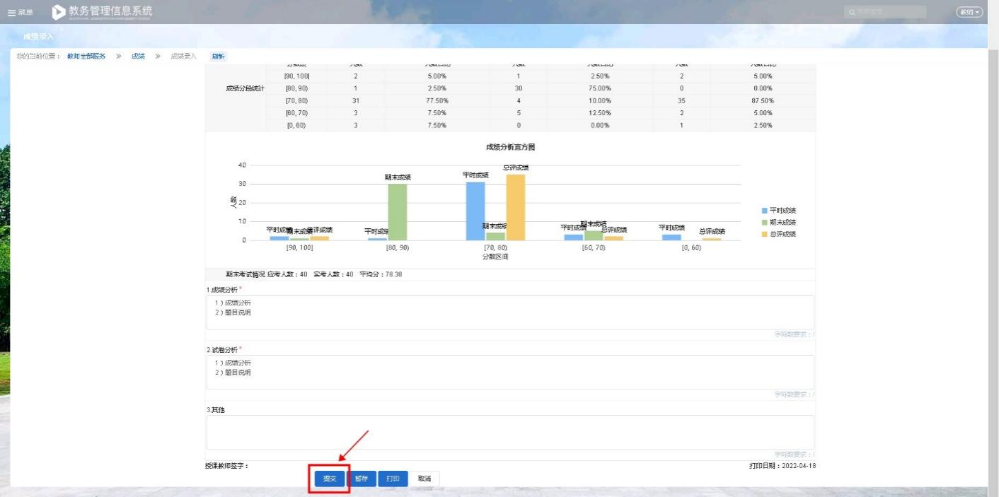 菜单
教务管理信息系统
教师
成绩录入
您的当前位置： 教师全部服务 » 成绩 » 成绩录入 刷新
成绩分段统计
[90, 100] 2 5.00% 1 2.50% 2 5.00%
[80, 90) 1 2.50% 30 75.00% 0 0.00%
[70, 80) 31 77.50% 4 10.00% 35 87.50%
[60, 70) 3 7.50% 5 12.50% 2 5.00%
[0, 60) 3 7.50% 0 0.00% 1 2.50%
成绩分析直方图
人数
40
30
20
10
0
平时成绩 期末成绩 总评成绩
平时成绩 期末成绩
平时成绩 期末成绩 总评成绩
平时成绩 期末成绩 总评成绩
平时成绩 总评成绩
[90, 100] [80, 90) [70, 80) [60, 70) [0, 60)
分数区间
平时成绩
期末成绩
总评成绩
期末考试情况 应考人数：40 实考人数：40 平均分：78.38
1.成绩分析 *
1）成绩分析
2）题目说明
字符数要求：
2.试卷分析 *
1）成绩分析
2）题目说明
字符数要求：
3.其他
字符数要求：
授课教师签字： 打印日期：2022-04-18
提交 暂存 打印 取消